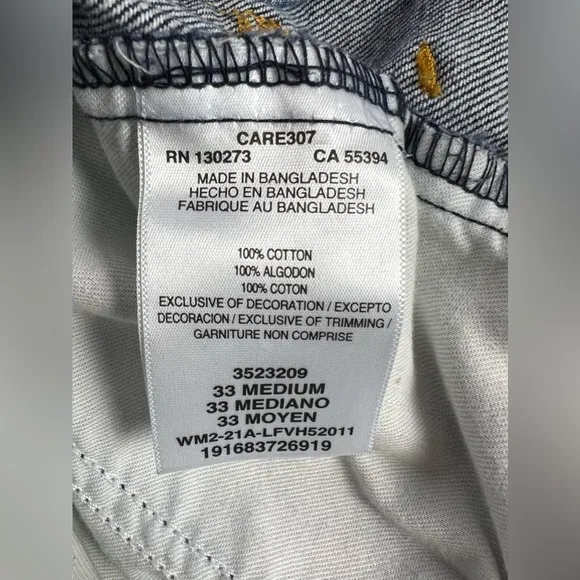 CARE307
RN 130273 CA 55394
MADE IN BANGLADESH
HECHO EN BANGLADESH
FABRIQUE AU BANGLADESH
100% COTTON
100% ALGODON
100% COTON
EXCLUSIVE OF DECORATION / EXCEPTO
DECORACION / EXCLUSIVE OF TRIMMING /
GARNITURE NON COMPRISE
3523209
33 MEDIUM
33 MEDIANO
33 MOYEN
WM2-21A-LFVH52011
191683726919